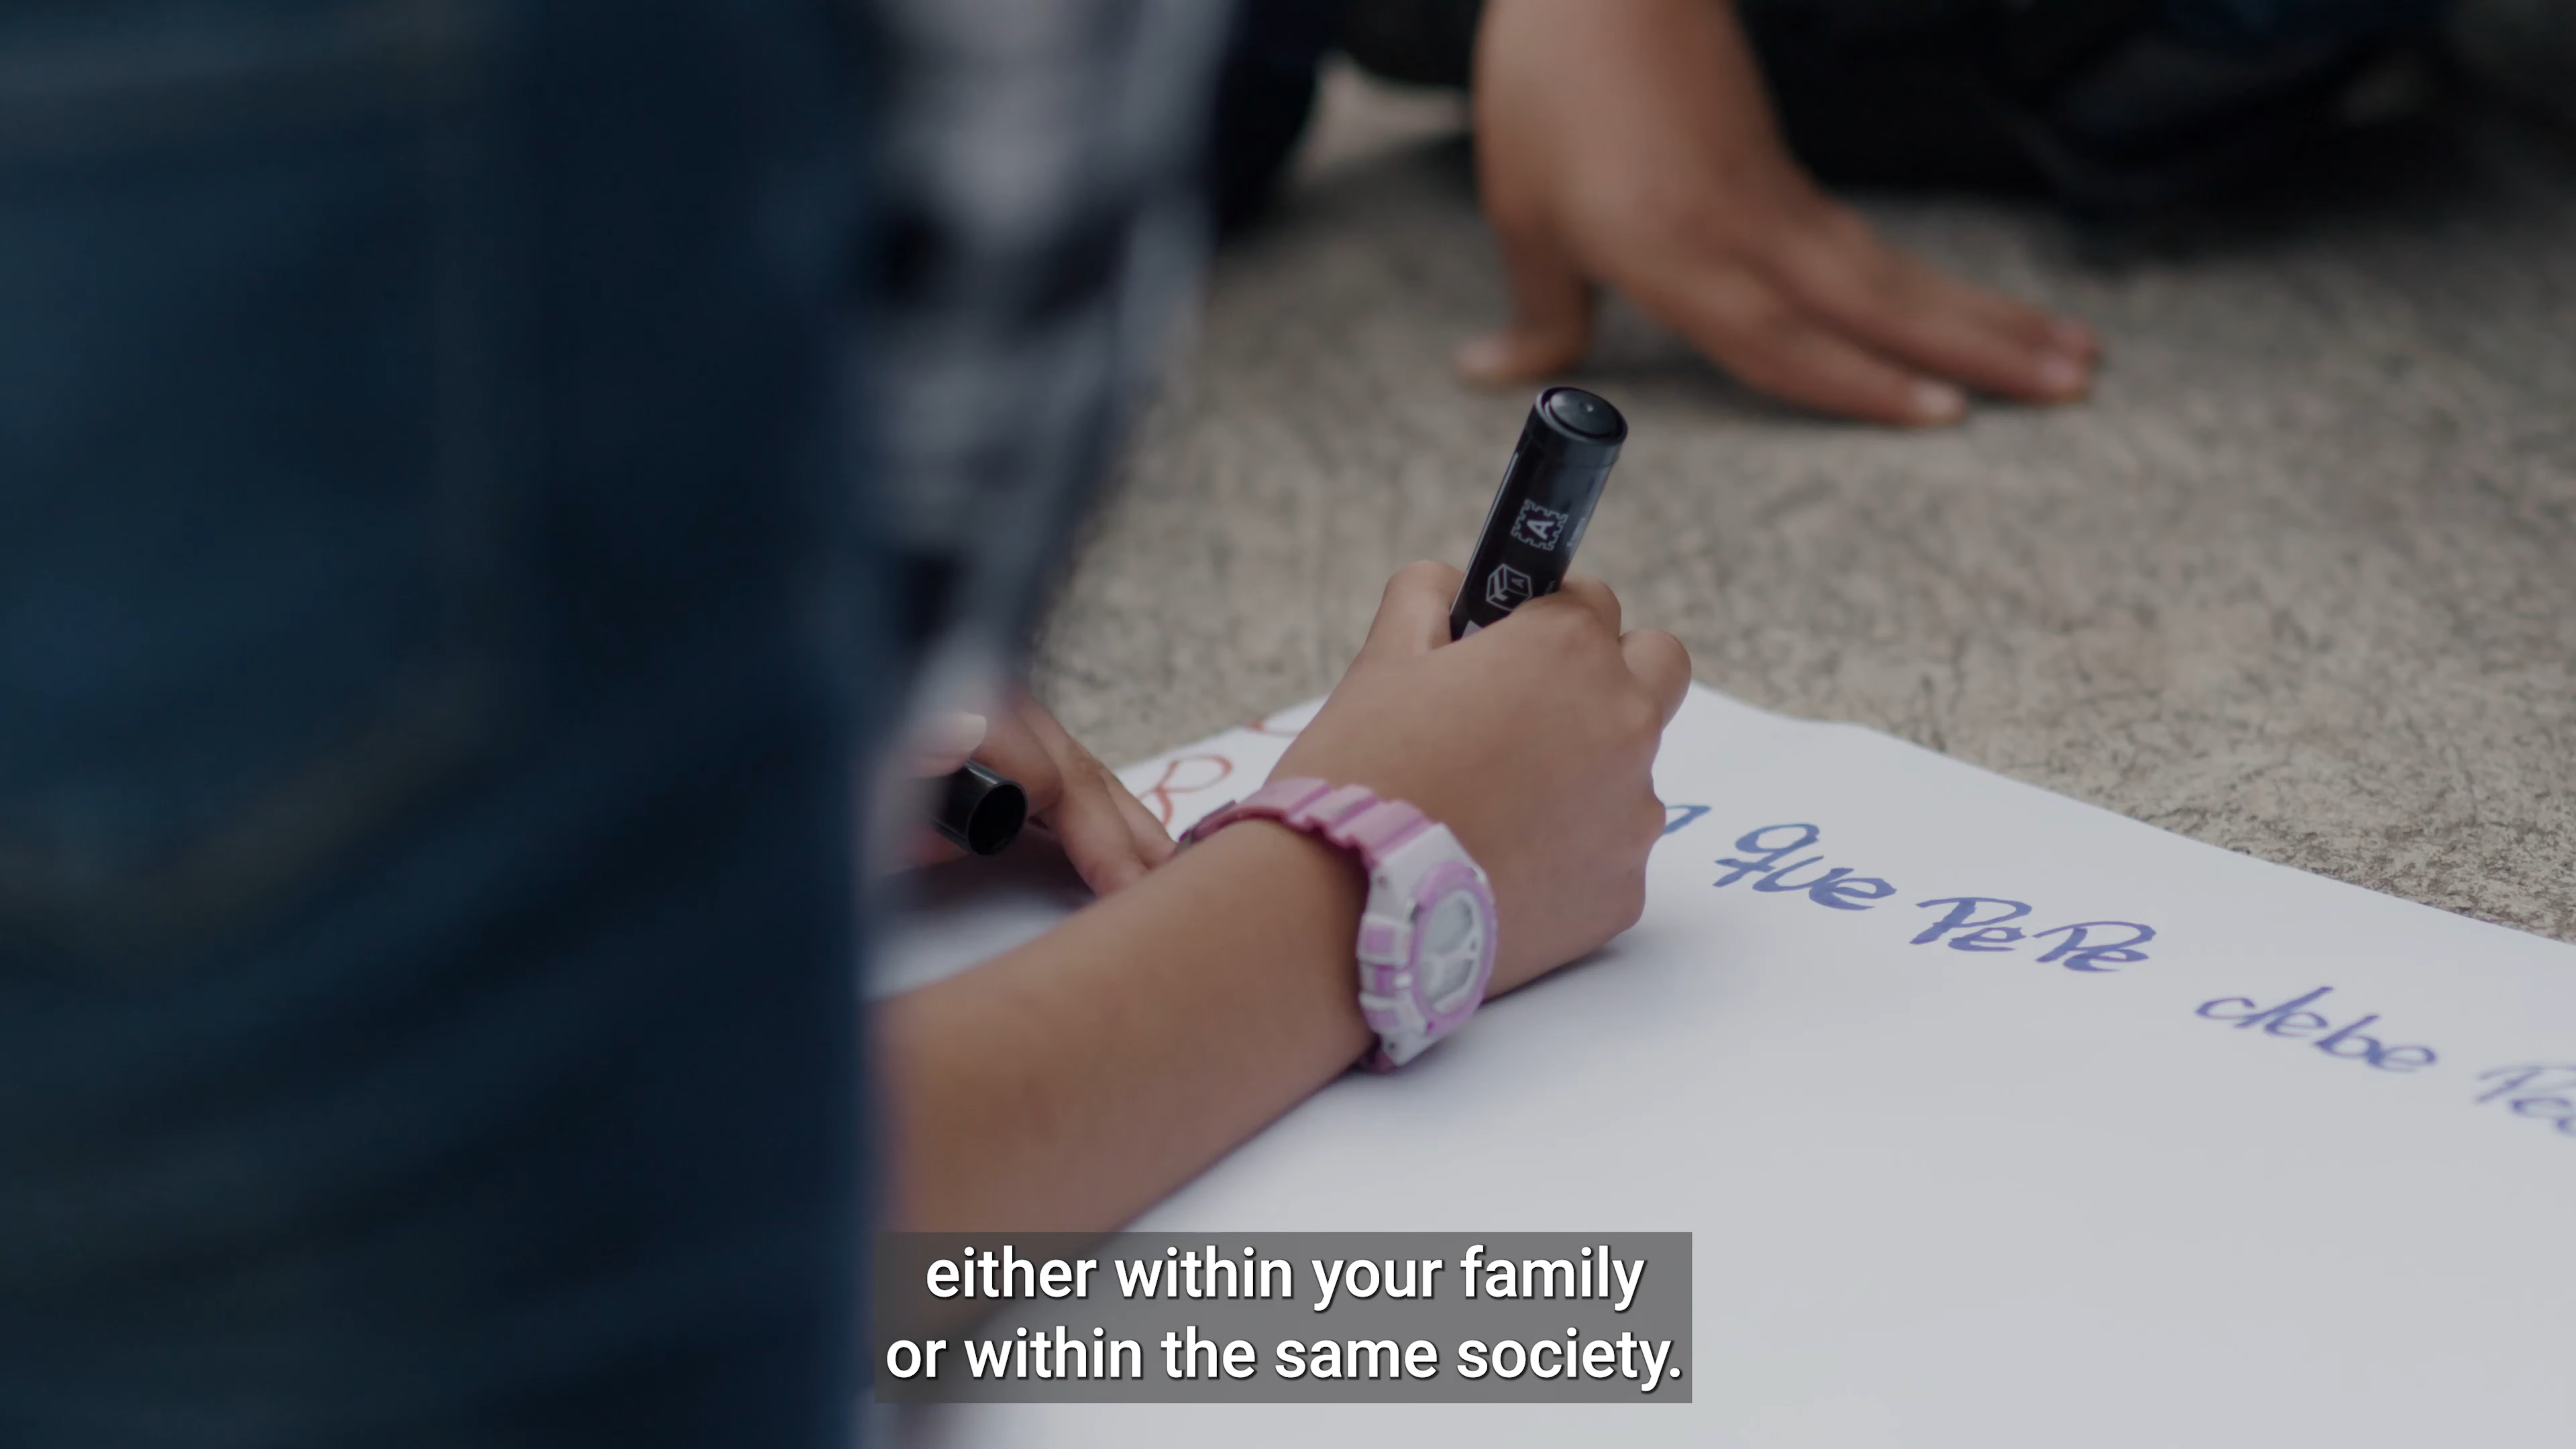 A
A
R
que PePe debe
either within your family
or within the same society.